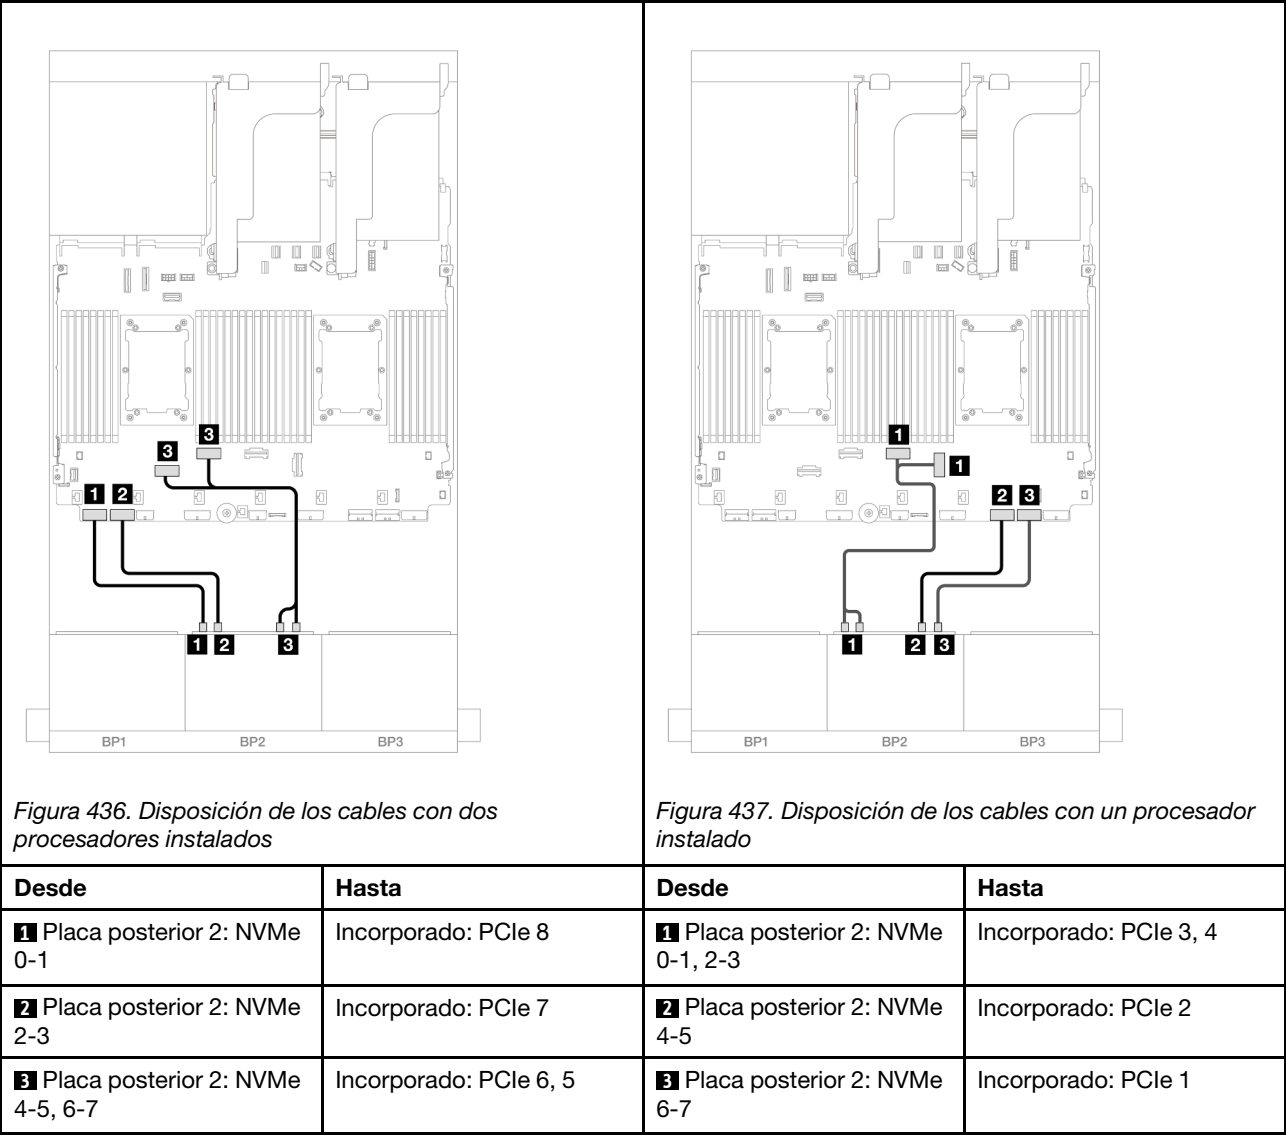 3
3
1
2
1
2
3
BP1
BP2
BP3
Figura 436. Disposición de los cables con dos
procesadores instalados
1
1
2
3
1
2
3
BP1
BP2
BP3
Figura 437. Disposición de los cables con un procesador
instalado
Desde
Hasta
Desde
Hasta
1 Placa posterior 2: NVMe
0-1
Incorporado: PCIe 8
1 Placa posterior 2: NVMe
0-1, 2-3
Incorporado: PCIe 3, 4
2 Placa posterior 2: NVMe
2-3
Incorporado: PCIe 7
2 Placa posterior 2: NVMe
4-5
Incorporado: PCIe 2
3 Placa posterior 2: NVMe
4-5, 6-7
Incorporado: PCIe 6, 5
3 Placa posterior 2: NVMe
6-7
Incorporado: PCIe 1